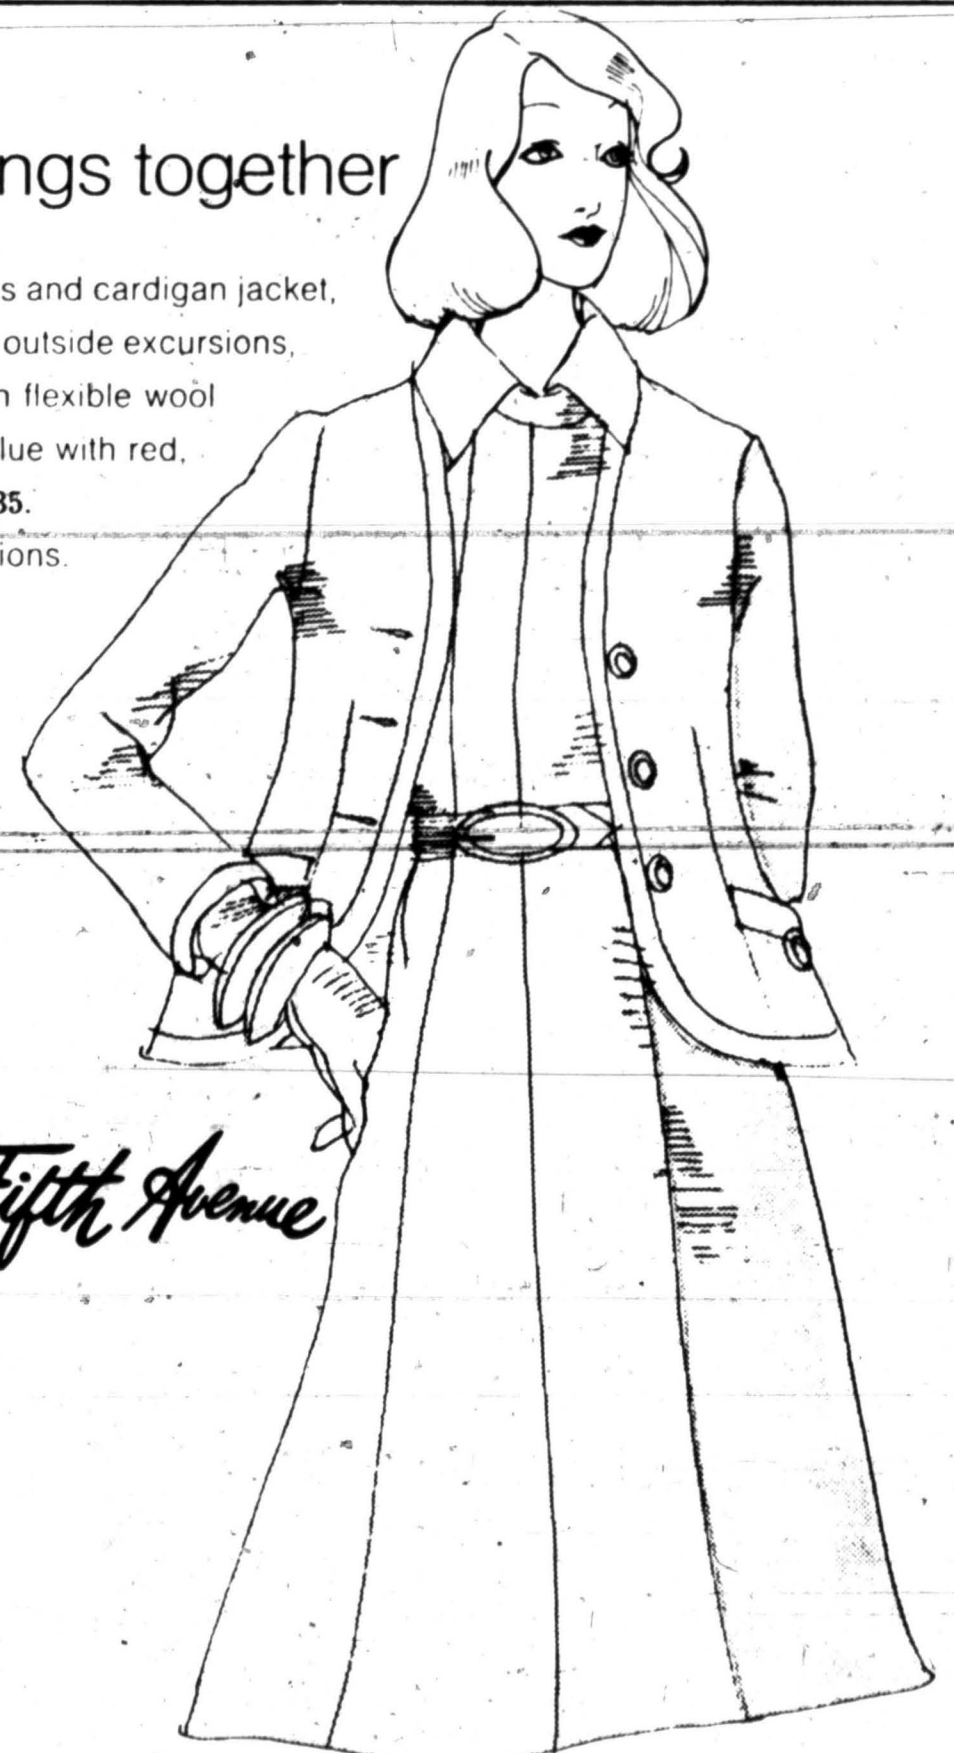 ngs together
s and cardigan jacket,
outside excursions,
n flexible wool
lue with red,
35.
ions.
Fifth Avenue